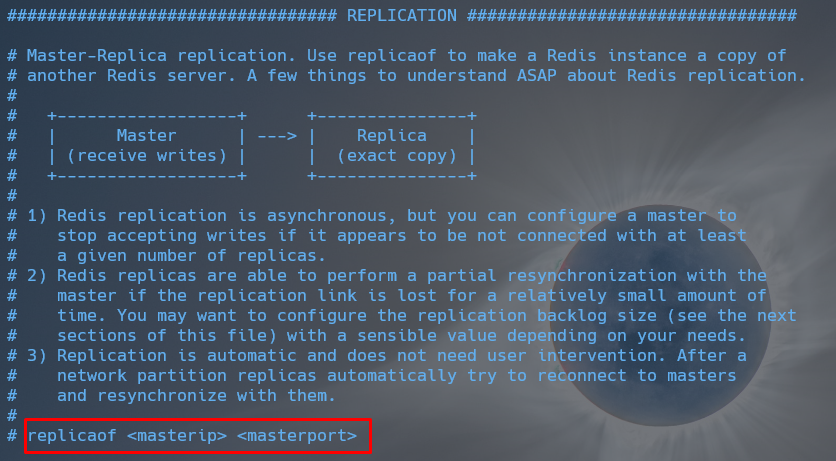 ################################# REPLICATION #################################

# Master-Replica replication. Use replicaof to make a Redis instance a copy of
# another Redis server. A few things to understand ASAP about Redis replication.
#
#   +------------------+      +---------------+
#   |      Master      | ---> |    Replica    |
#   | (receive writes) |      |  (exact copy) |
#   +------------------+      +---------------+
#
# 1) Redis replication is asynchronous, but you can configure a master to
#    stop accepting writes if it appears to be not connected with at least
#    a given number of replicas.
# 2) Redis replicas are able to perform a partial resynchronization with the
#    master if the replication link is lost for a relatively small amount of
#    time. You may want to configure the replication backlog size (see the next
#    sections of this file) with a sensible value depending on your needs.
# 3) Replication is automatic and does not need user intervention. After a
#    network partition replicas automatically try to reconnect to masters
#    and resynchronize with them.
#
# replicaof <masterip> <masterport>